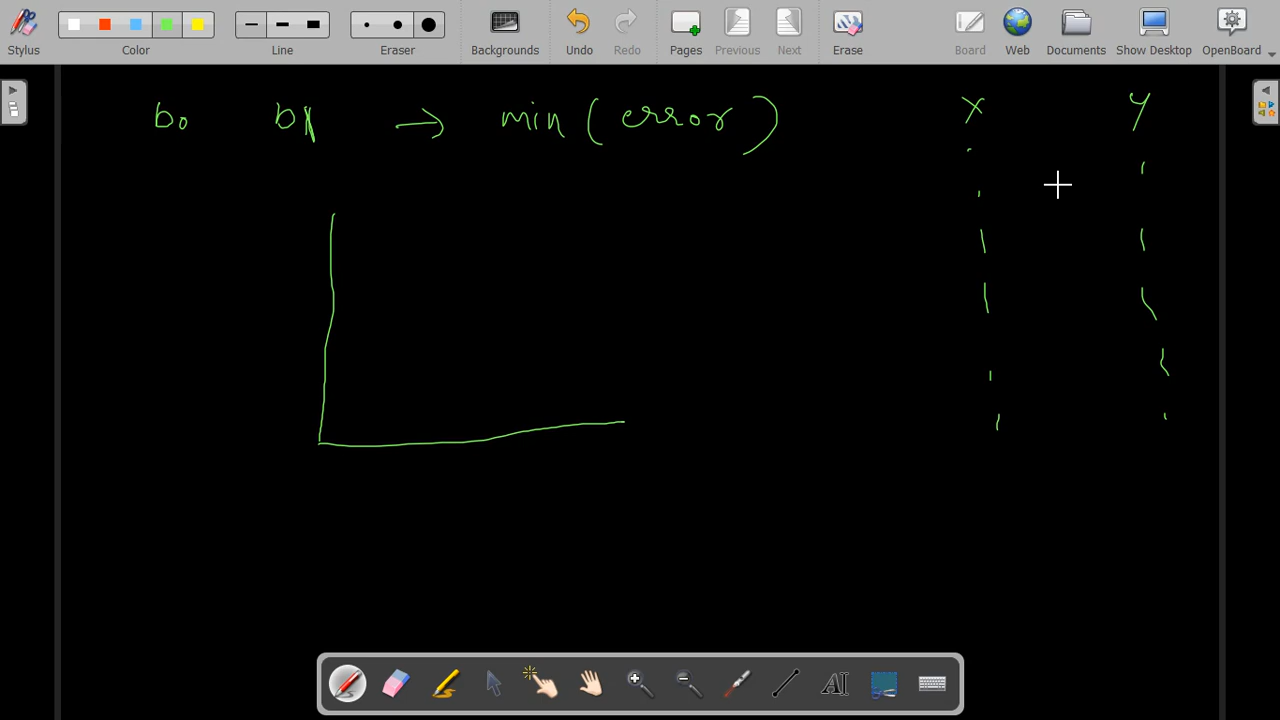 Stylus Color Line Eraser Backgrounds Undo Redo Pages Previous Next Erase Board Web Documents Show Desktop OpenBoard
b0 b1 → min(error) X Y
AI